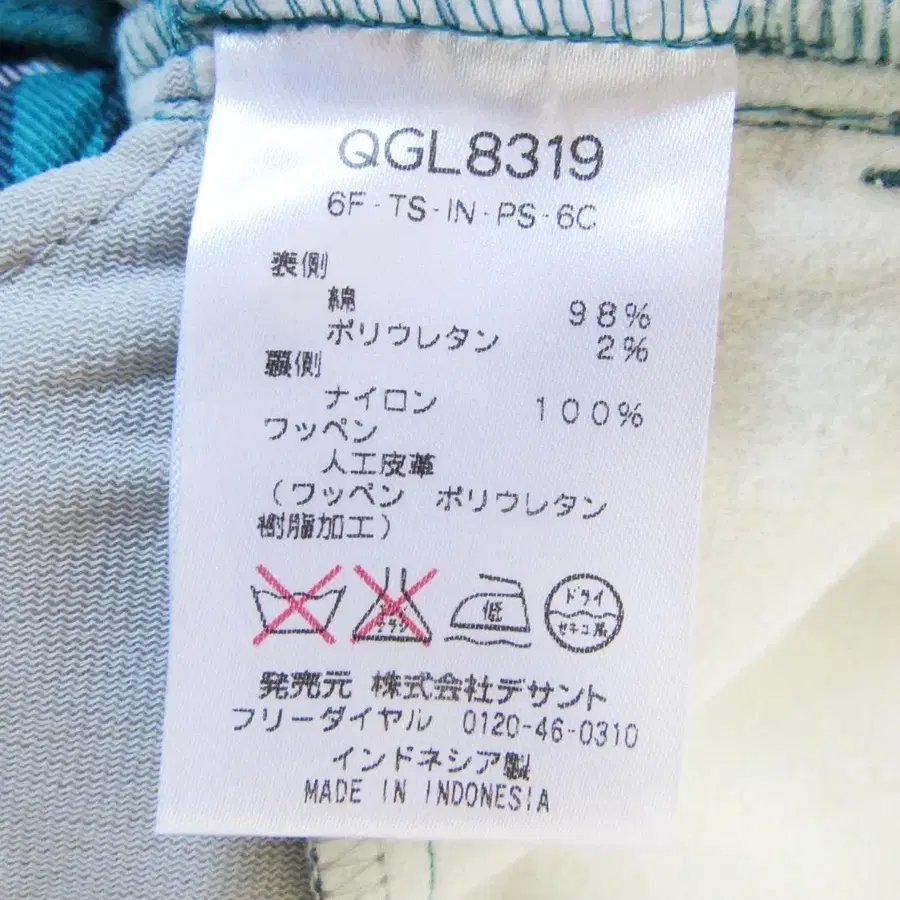 QGL8319
6F-TS-IN-PS-6C
表側
綿 98%
ポリウレタン 2%
裏側
ナイロン 100%
ワッペン
人工皮革
(ワッペン ポリウレタン
樹脂加工)
低 ドライ
セキユ系
発売元 株式会社デサント
フリーダイヤル 0120-46-0310
インドネシア製
MADE IN INDONESIA